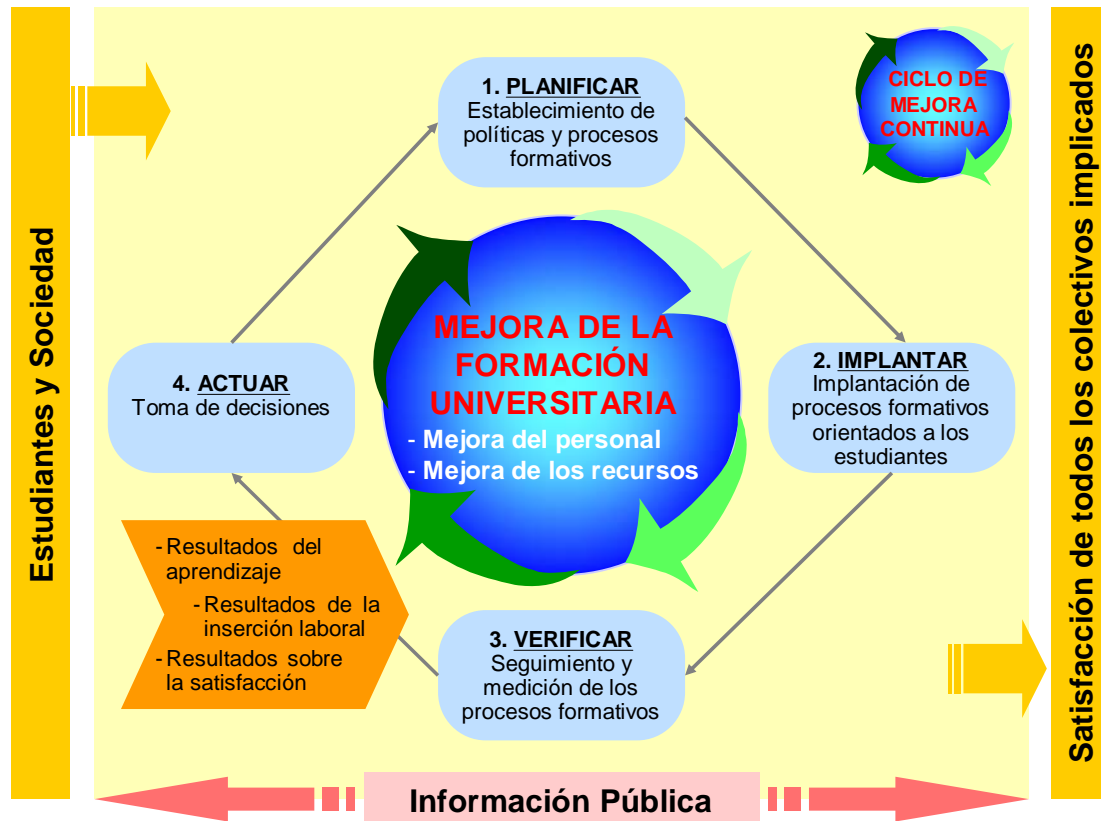 Estudiantes y Sociedad
1. PLANIFICAR
Establecimiento de
políticas y procesos
formativos
CICLO DE
MEJORA
CONTINUA
MEJORA DE LA
FORMACIÓN
UNIVERSITARIA
- Mejora del personal
- Mejora de los recursos
4. ACTUAR
Toma de decisiones
2. IMPLANTAR
Implantación de
procesos formativos
orientados a los
estudiantes
- Resultados del
aprendizaje
- Resultados de la
inserción laboral
- Resultados sobre
la satisfacción
3. VERIFICAR
Seguimiento y
medición de los
procesos formativos
Satisfacción de todos los colectivos implicados
Información Pública